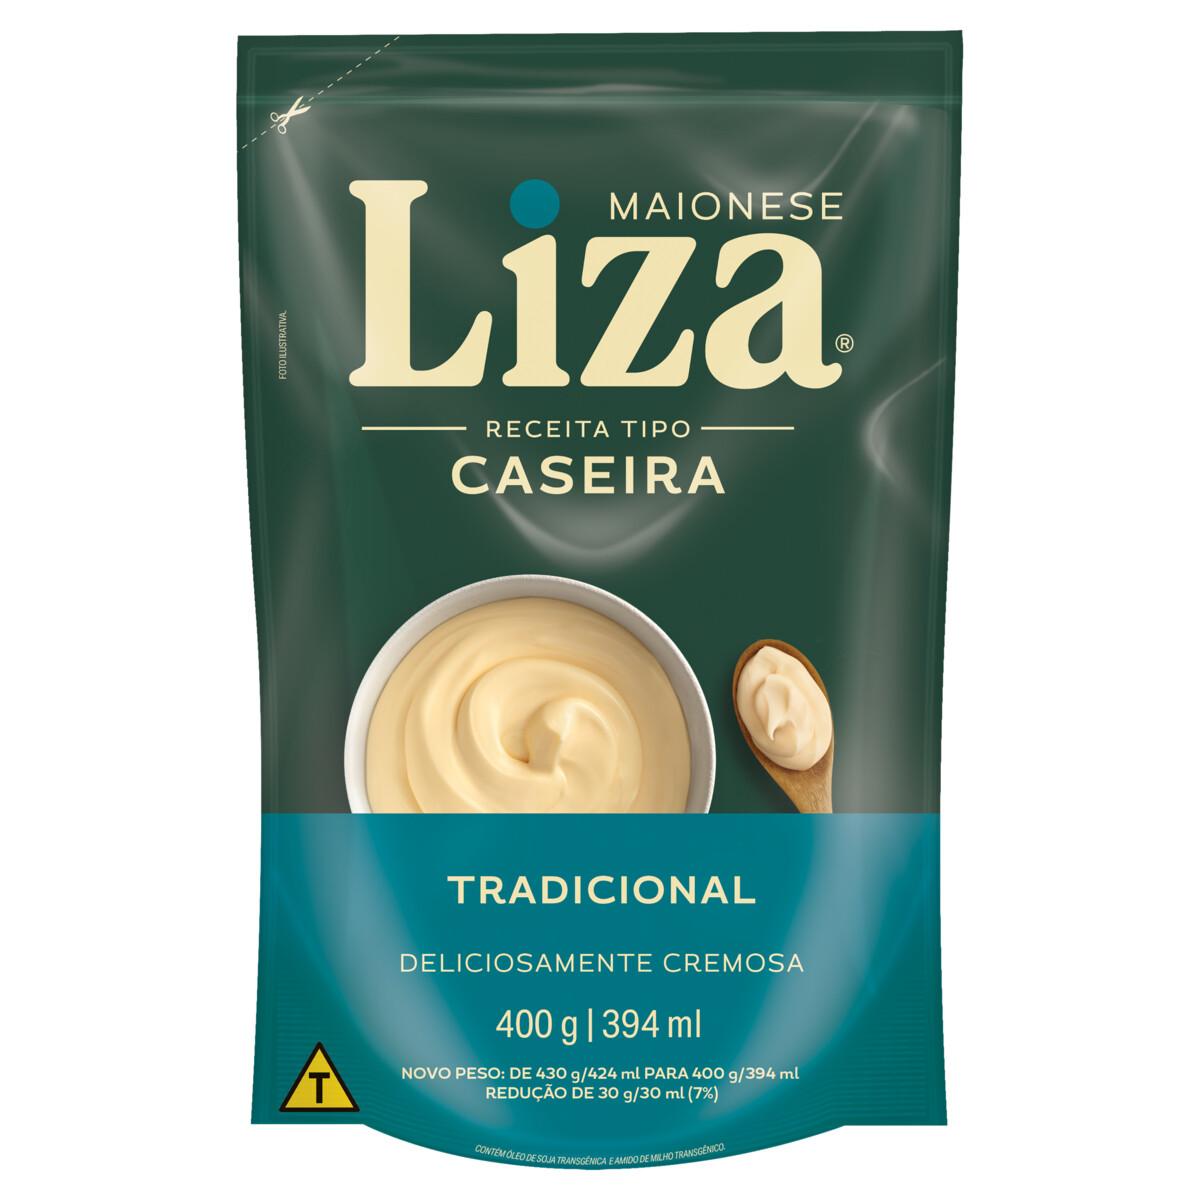 MAIONESE
Liza®
FOTO ILUSTRATIVA.
RECEITA TIPO
CASEIRA
TRADICIONAL
DELICIOSAMENTE CREMOSA
400 g | 394 ml
NOVO PESO: DE 430 g/424 ml PARA 400 g/394 ml
REDUÇÃO DE 30 g/30 ml (7%)
T
CONTÉM ÓLEO DE SOJA TRANSGÊNICA E AMIDO DE MILHO TRANSGÊNICO.